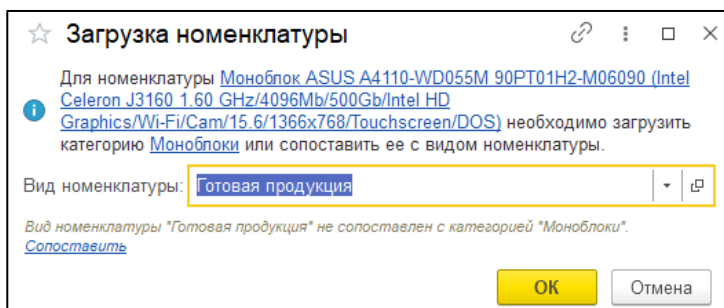 Загрузка номенклатуры
Для номенклатуры Моноблок ASUS A4110-WD055M 90PT01H2-M06090 (Intel
Celeron J3160 1.60 GHz/4096Mb/500Gb/Intel HD
Graphics/Wi-Fi/Cam/15.6/1366x768/Touchscreen/DOS) необходимо загрузить
категорию Моноблоки или сопоставить ее с видом номенклатуры.
Вид номенклатуры: Готовая продукция
Вид номенклатуры "Готовая продукция" не сопоставлен с категорией "Моноблоки".
Сопоставить
ОК Отмена